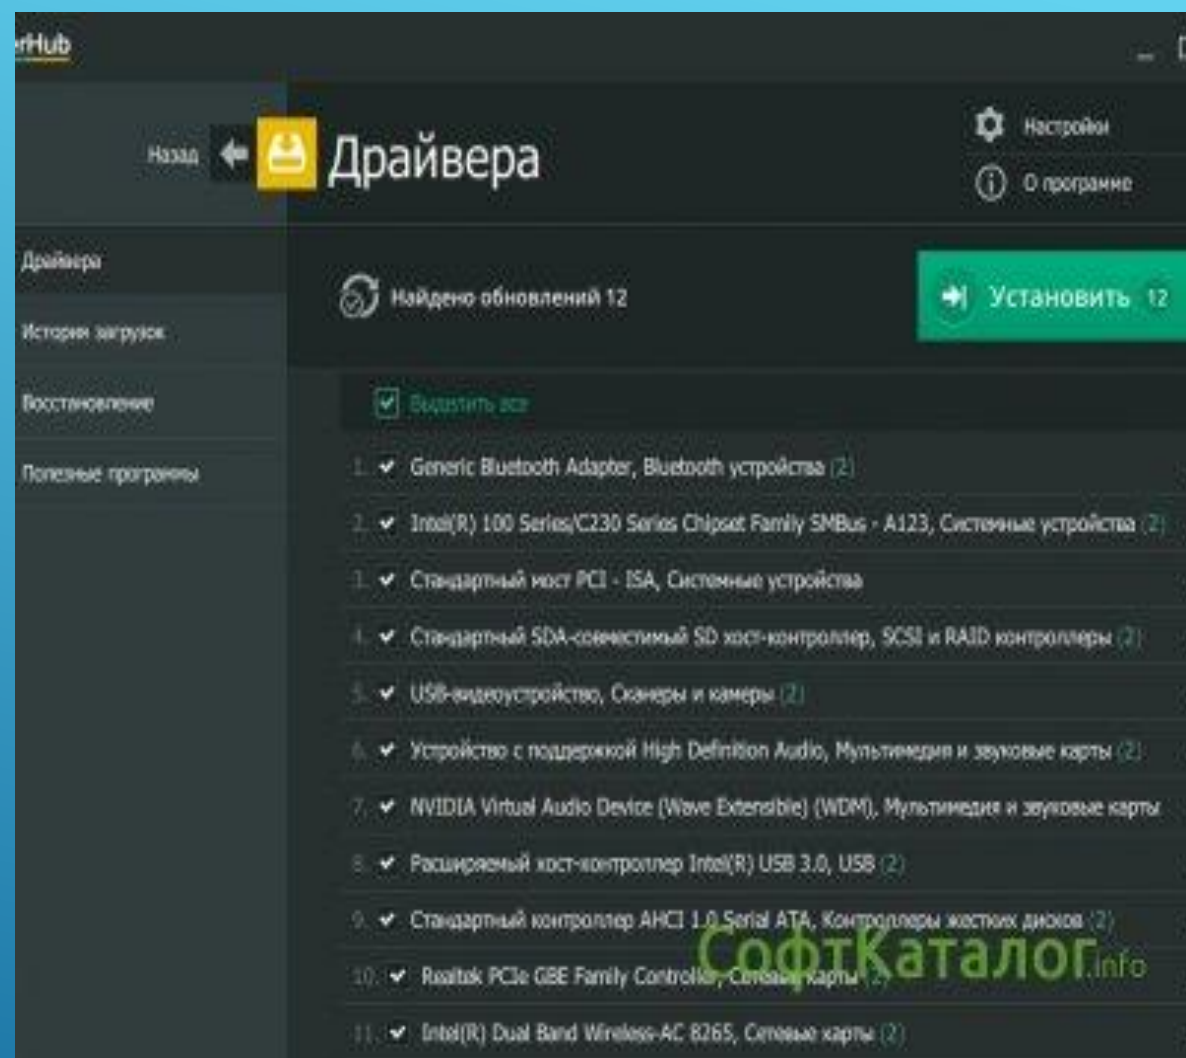 erHub
Назад
Драйвера
Настройки
О программе
Драйвера
История загрузок
Восстановление
Полезные программы
Найдено обновлений 12
Установить 12
Выделить все
1. Generic Bluetooth Adapter, Bluetooth устройства (2)
2. Intel(R) 100 Series/C230 Series Chipset Family SMBus - A123, Системные устройства (2)
3. Стандартный мост PCI - ISA, Системные устройства
4. Стандартный SDA-совместимый SD хост-контроллер, SCSI и RAID контроллеры (2)
5. USB-видеоустройство, Сканеры и камеры (2)
6. Устройство с поддержкой High Definition Audio, Мультимедиа и звуковые карты (2)
7. NVIDIA Virtual Audio Device (Wave Extensible) (WDM), Мультимедиа и звуковые карты
8. Расширяемый хост-контроллер Intel(R) USB 3.0, USB (2)
9. Стандартный контроллер AHCI 1.0 Serial ATA, Контроллеры жестких дисков (2)
10. Realtek PCIe GBE Family Controller, Сетевые карты (2)
11. Intel(R) Dual Band Wireless-AC 8265, Сетевые карты (2)
СофтКаталог.info